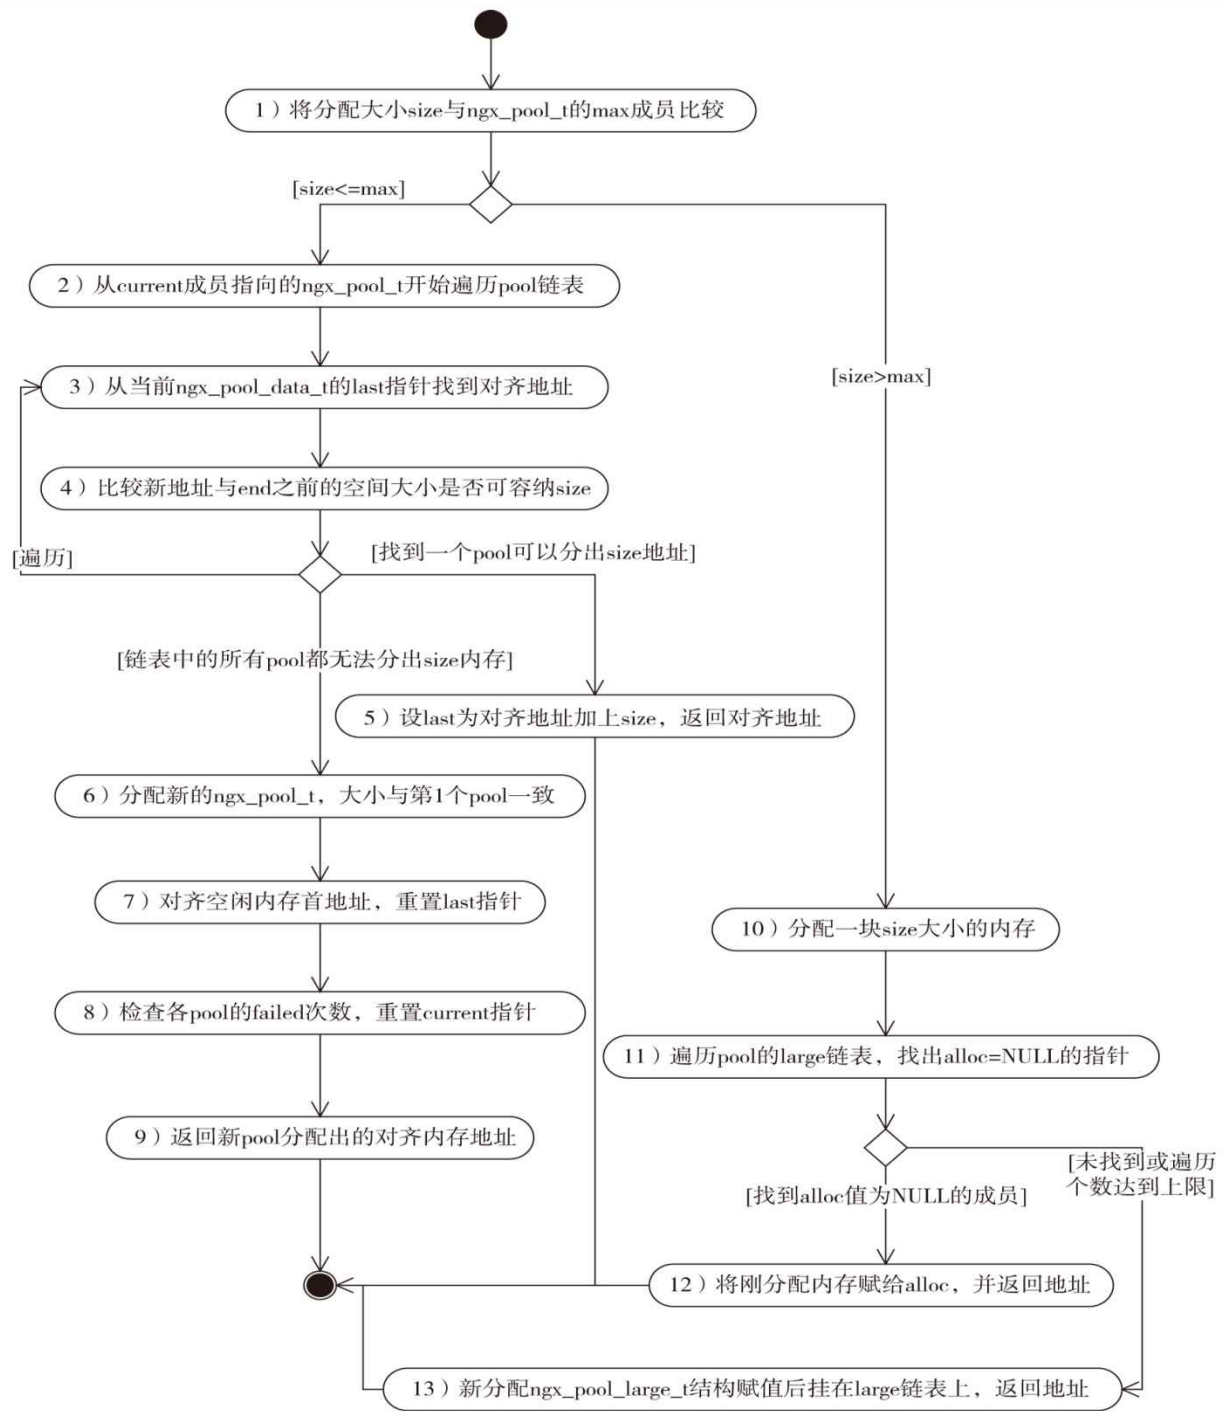 1）将分配大小size与ngx_pool_t的max成员比较
[size<=max]
2）从current成员指向的ngx_pool_t开始遍历pool链表
3）从当前ngx_pool_data_t的last指针找到对齐地址
[size>max]
4）比较新地址与end之前的空间大小是否可容纳size
[遍历]
[找到一个pool可以分出size地址]
[链表中的所有pool都无法分出size内存]
5）设last为对齐地址加上size，返回对齐地址
6）分配新的ngx_pool_t，大小与第1个pool一致
7）对齐空闲内存首地址，重置last指针
10）分配一块size大小的内存
8）检查各pool的failed次数，重置current指针
11）遍历pool的large链表，找出alloc=NULL的指针
9）返回新pool分配出的对齐内存地址
[未找到或遍历
个数达到上限]
[找到alloc值为NULL的成员]
12）将刚分配内存赋给alloc，并返回地址
13）新分配ngx_pool_large_t结构赋值后挂在large链表上，返回地址